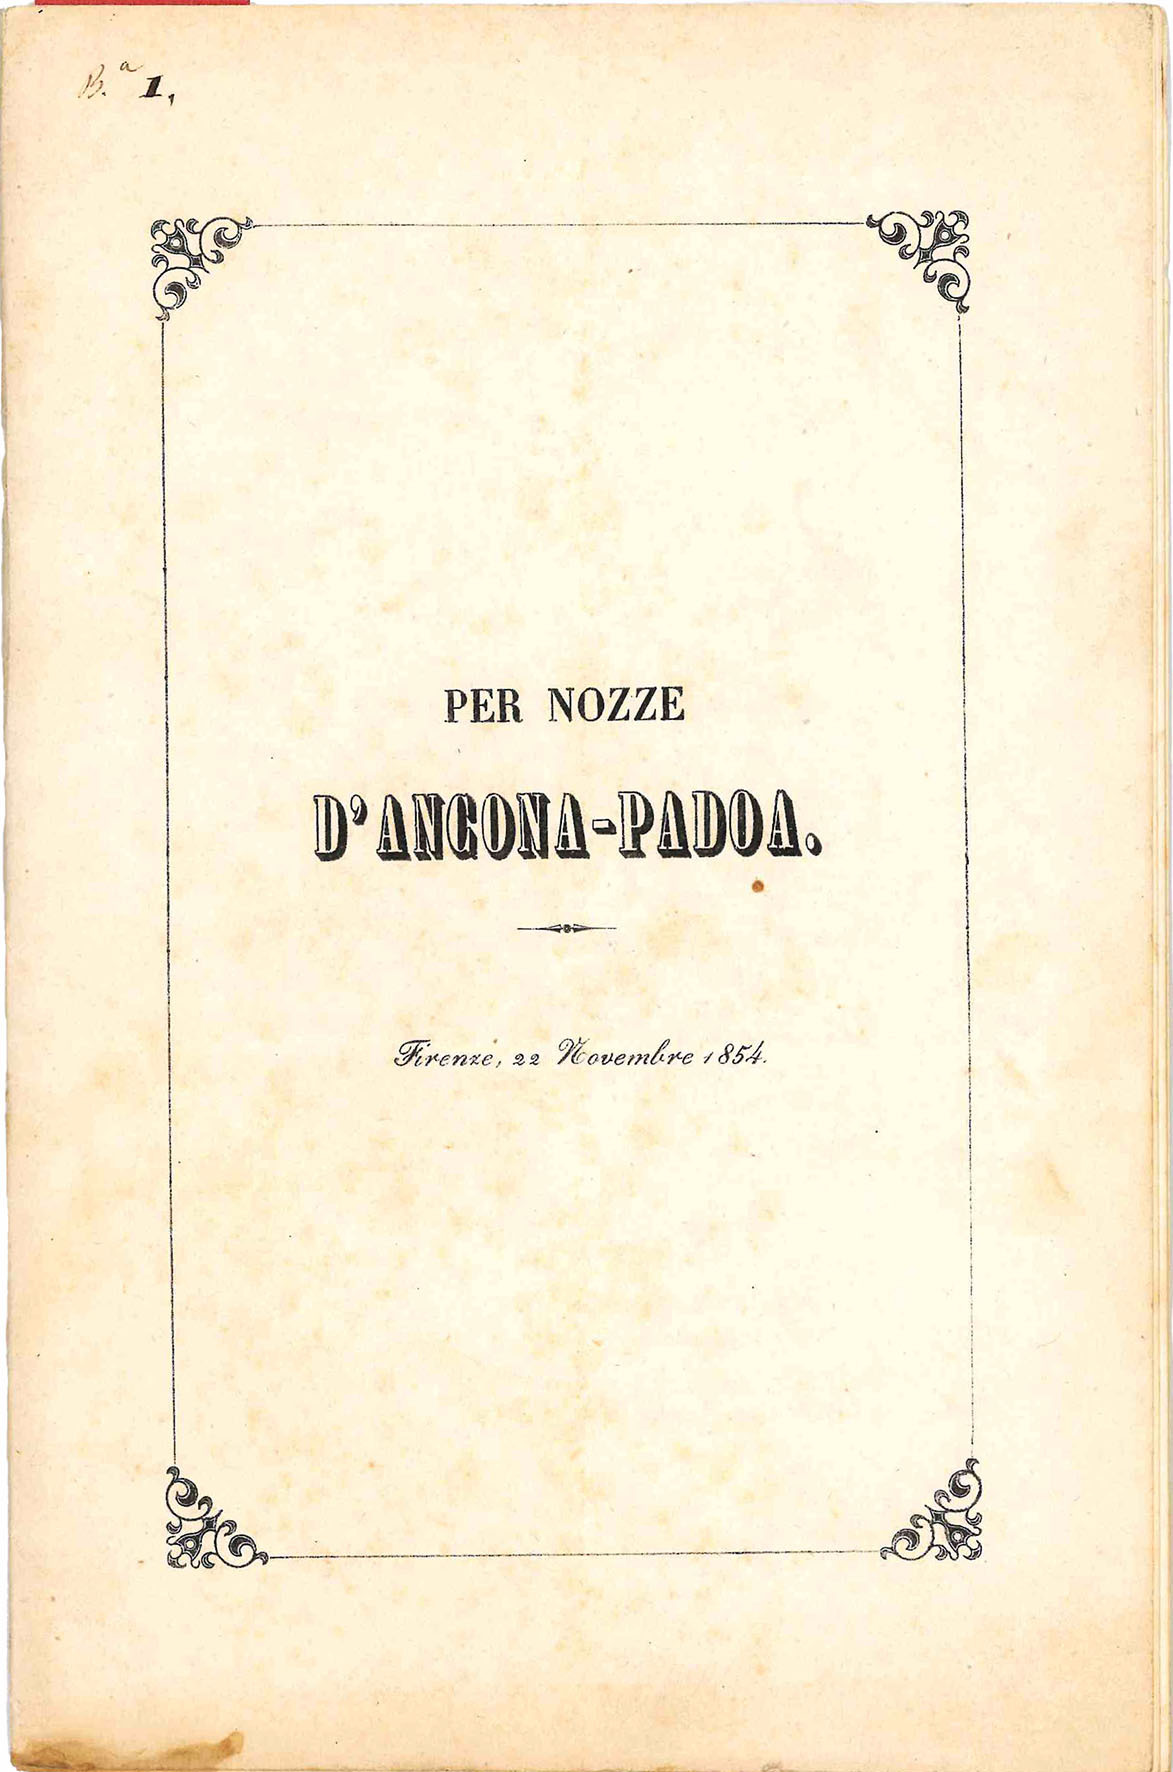 B.ª 1,
PER NOZZE
D'ANCONA-PADOA.
Firenze, 22 Novembre 1854.